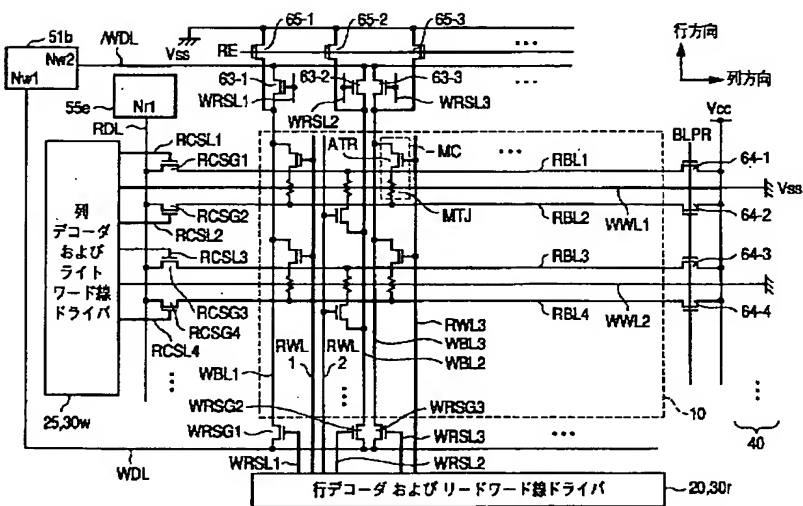 65-1
65-2
65-3
51b
/WDL
RE
Vss
Nw2
Nw1
63-1
63-2
63-3
行方向
列方向
WRSL1
WRSL2
WRSL3
55e
Nr1
RDL
RCSL1
RCSG1
ATR
MC
RBL1
BLPR
Vcc
64-1
Vss
WWL1
MTJ
RCSG2
RCSL2
RBL2
64-2
列
デコーダ
および
ライト
ワード線
ドライバ
RCSL3
RBL3
64-3
WWL2
RCSG3
RCSG4
RCSL4
RBL4
64-4
RWL
1
RWL
2
RWL3
WBL3
WBL2
WBL1
25,30w
WRSG2
WRSG3
WRSG1
10
40
WRSL1
WRSL2
WRSL3
WDL
行デコーダ および リードワード線ドライバ
20,30r